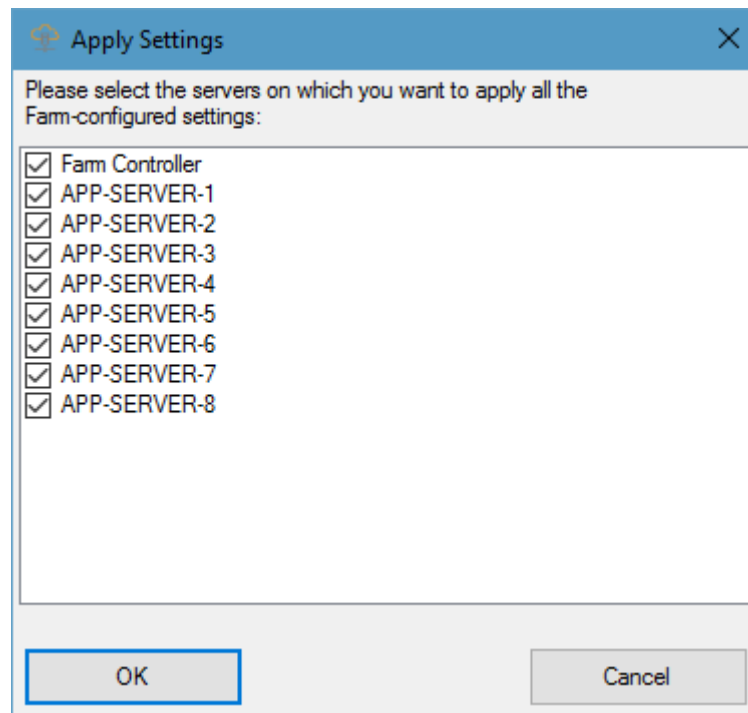 Apply Settings
Please select the servers on which you want to apply all the
Farm-configured settings:
Farm Controller
APP-SERVER-1
APP-SERVER-2
APP-SERVER-3
APP-SERVER-4
APP-SERVER-5
APP-SERVER-6
APP-SERVER-7
APP-SERVER-8
OK
Cancel